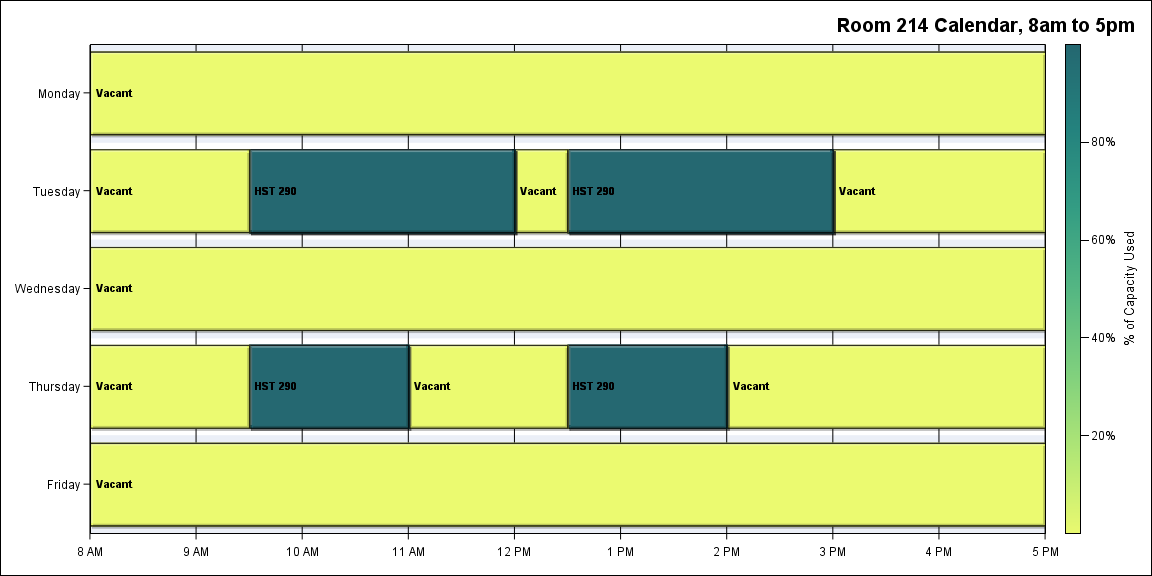 Room 214 Calendar, 8am to 5pm
Monday
Vacant
Tuesday
Vacant
HST 290
Vacant
HST 290
Vacant
Wednesday
Vacant
Thursday
Vacant
HST 290
Vacant
HST 290
Vacant
Friday
Vacant
8 AM
9 AM
10 AM
11 AM
12 PM
1 PM
2 PM
3 PM
4 PM
5 PM
80%
60%
40%
20%
% of Capacity Used